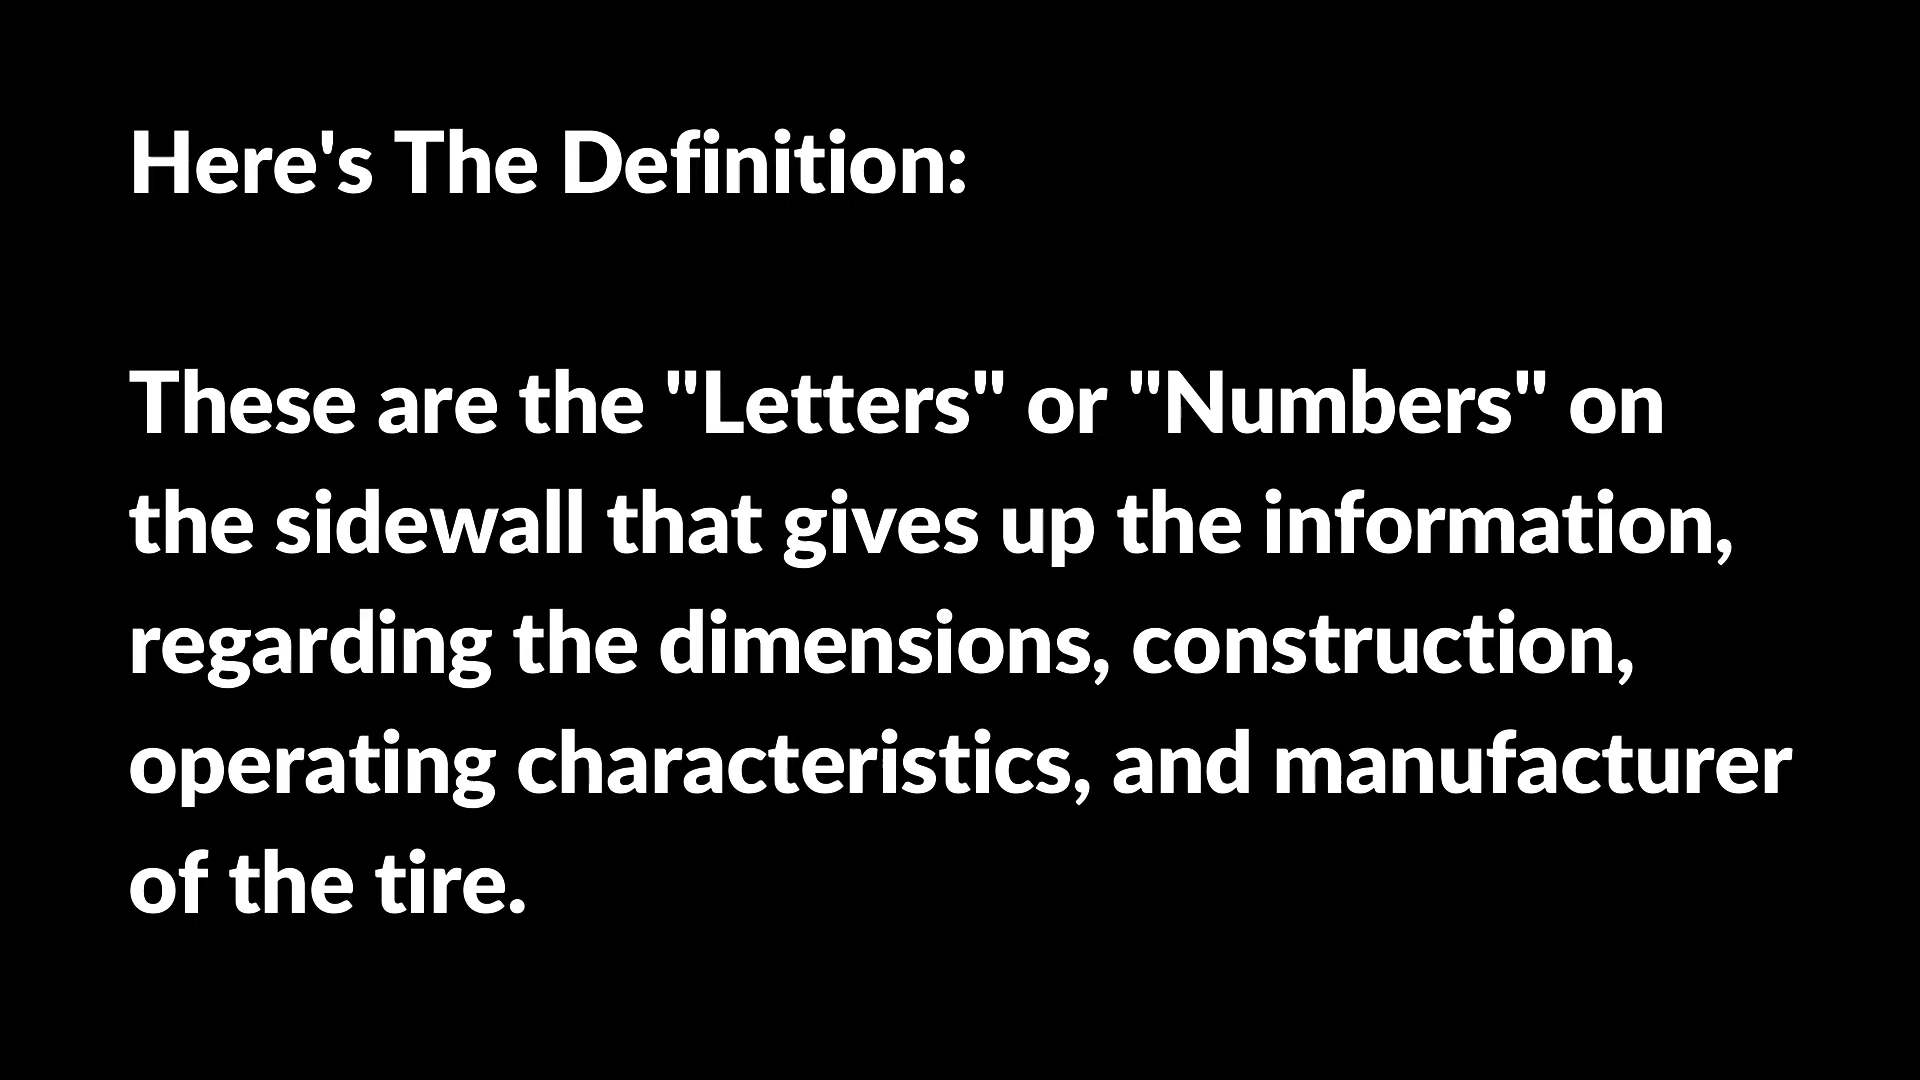 Here's The Definition:
These are the "Letters" or "Numbers" on
the sidewall that gives up the information,
regarding the dimensions, construction,
operating characteristics, and manufacturer
of the tire.